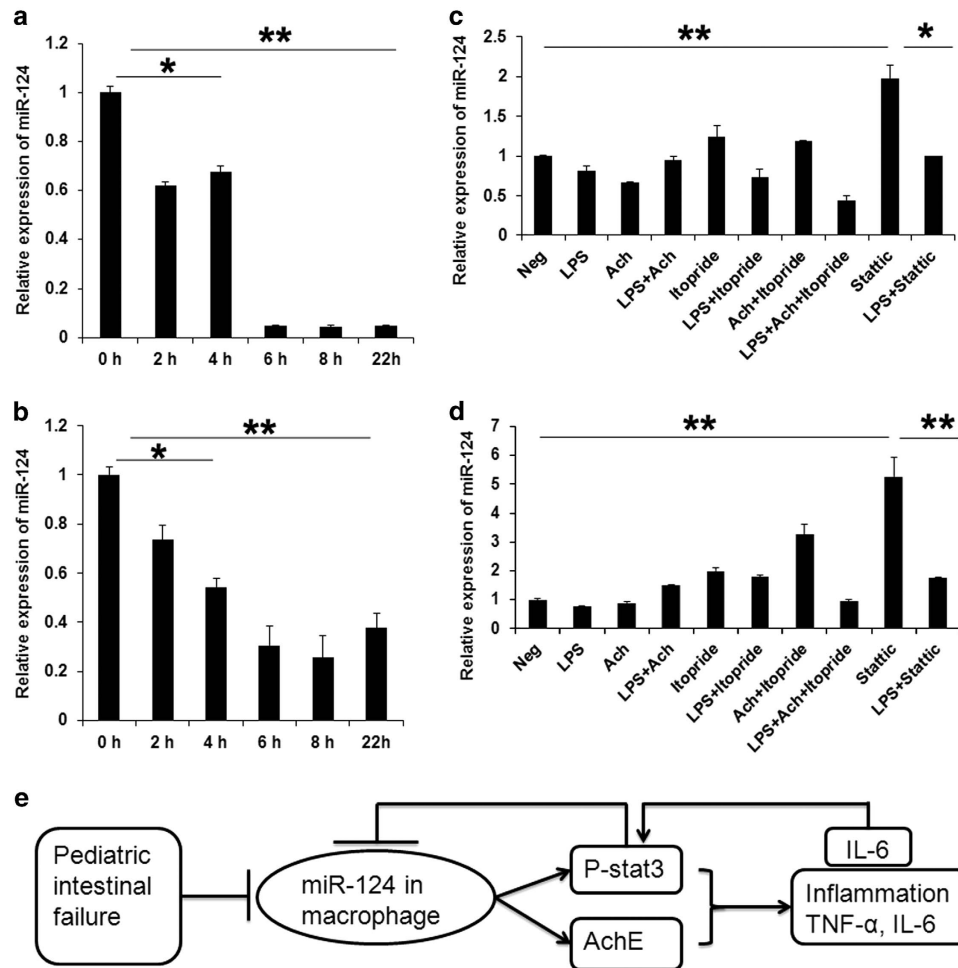 a
Relative expression of miR-124
1.2
1
0.8
0.6
0.4
0.2
0
**
*
0 h 2 h 4 h 6 h 8 h 22h
b
Relative expression of miR-124
1.2
1
0.8
0.6
0.4
0.2
0
**
*
0 h 2 h 4 h 6 h 8 h 22h
c
Relative expression of miR-124
2.5
2
1.5
1
0.5
0
** *
Neg LPS Ach LPS+Ach Itopride LPS+Itopride Ach+Itopride LPS+Ach+Itopride Stattic LPS+Stattic
d
Relative expression of miR-124
7
6
5
4
3
2
1
0
** **
Neg LPS Ach LPS+Ach Itopride LPS+Itopride Ach+Itopride LPS+Ach+Itopride Stattic LPS+Stattic
e
Pediatric
intestinal
failure
miR-124 in
macrophage
P-stat3
AchE
IL-6
Inflammation
TNF-α, IL-6